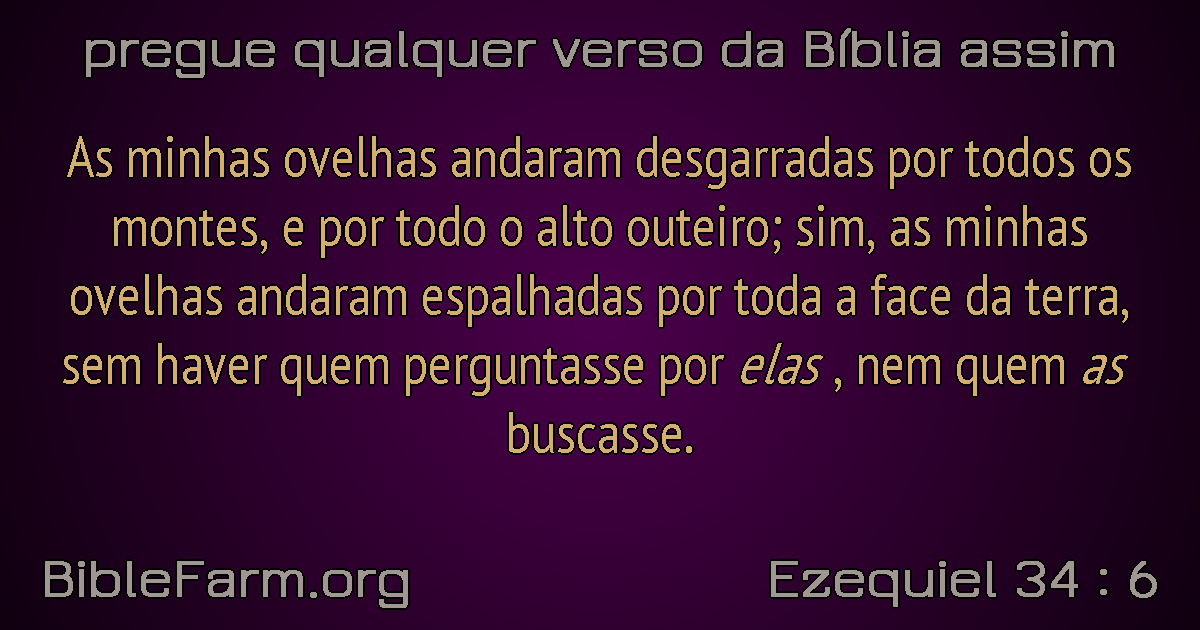 pregue qualquer verso da Bíblia assim
As minhas ovelhas andaram desgarradas por todos os
montes, e por todo o alto outeiro; sim, as minhas
ovelhas andaram espalhadas por toda a face da terra,
sem haver quem perguntasse por elas , nem quem as
buscasse.
BibleFarm.org
Ezequiel 34 : 6